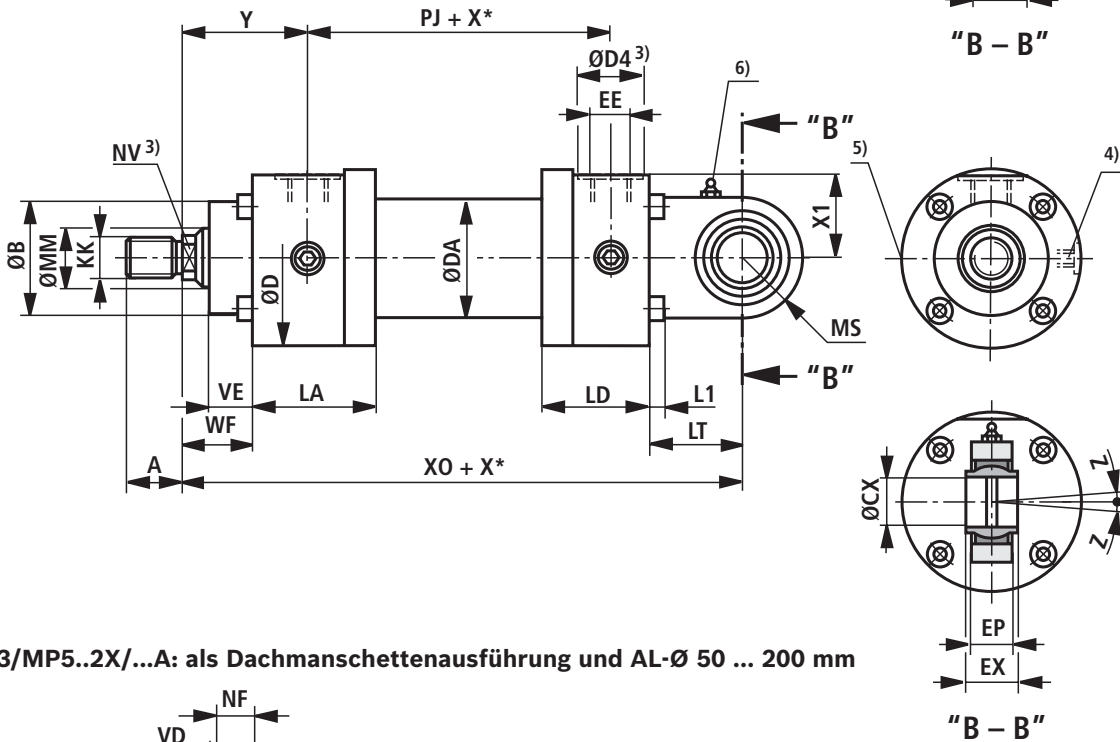 Y
PJ + X*
"B – B"
ØD4 3)
6)
EE
"B"
NV 3)
5)
4)
X1
ØB
ØMM
KK
ØD
ØDA
MS
"B"
VE
LA
LD
L1
WF
LT
A
XO + X*
ØCX
Z
Z
EP
3/MP5..2X/...A: als Dachmanschettenausführung und AL-Ø 50 ... 200 mm
EX
NF
VD
"B – B"